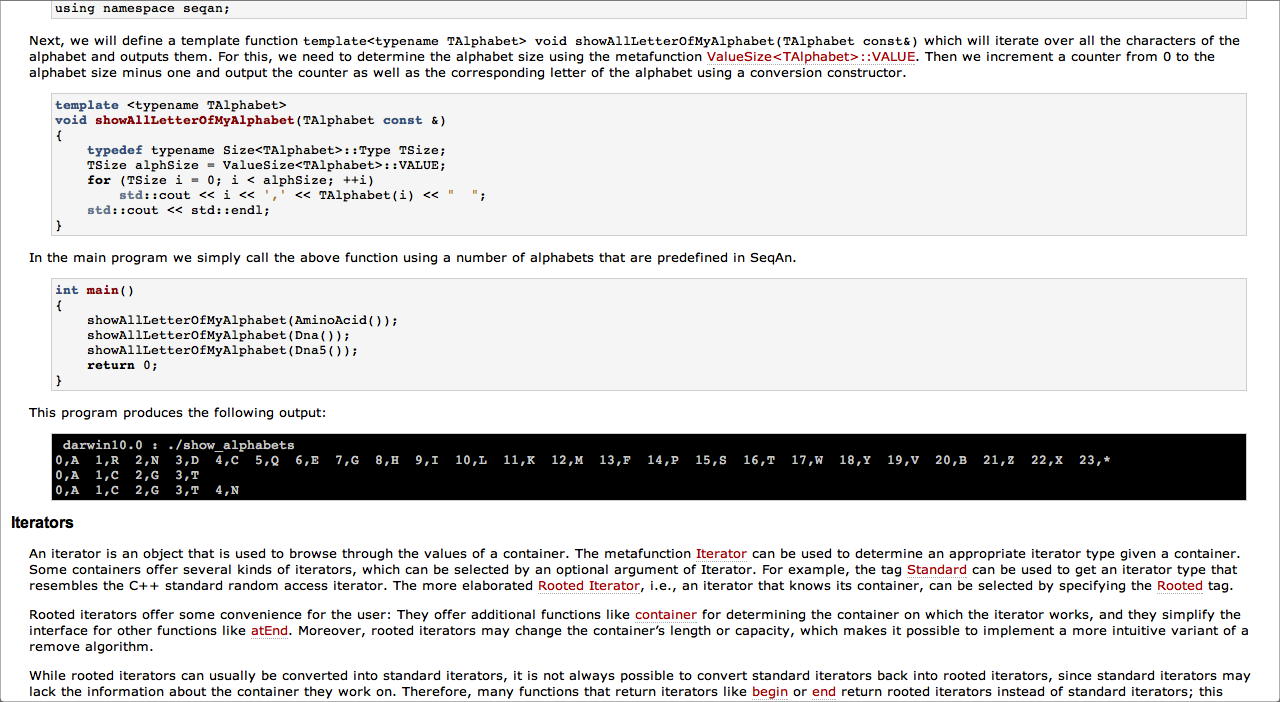 using namespace seqan;
Next, we will define a template function template<typename TAlphabet> void showAllLetterOfMyAlphabet(TAlphabet const&) which will iterate over all the characters of the
alphabet and outputs them. For this, we need to determine the alphabet size using the metafunction ValueSize<TAlphabet>::VALUE. Then we increment a counter from 0 to the
alphabet size minus one and output the counter as well as the corresponding letter of the alphabet using a conversion constructor.
template <typename TAlphabet>
void showAllLetterOfMyAlphabet(TAlphabet const &)
{
    typedef typename Size<TAlphabet>::Type TSize;
    TSize alphSize = ValueSize<TAlphabet>::VALUE;
    for (TSize i = 0; i < alphSize; ++i)
        std::cout << i << ',' << TAlphabet(i) << "  ";
    std::cout << std::endl;
}
In the main program we simply call the above function using a number of alphabets that are predefined in SeqAn.
int main()
{
    showAllLetterOfMyAlphabet(AminoAcid());
    showAllLetterOfMyAlphabet(Dna());
    showAllLetterOfMyAlphabet(Dna5());
    return 0;
}
This program produces the following output:
darwin10.0 : ./show_alphabets
0,A  1,R  2,N  3,D  4,C  5,Q  6,E  7,G  8,H  9,I  10,L  11,K  12,M  13,F  14,P  15,S  16,T  17,W  18,Y  19,V  20,B  21,Z  22,X  23,*
0,A  1,C  2,G  3,T
0,A  1,C  2,G  3,T  4,N
Iterators
An iterator is an object that is used to browse through the values of a container. The metafunction Iterator can be used to determine an appropriate iterator type given a container.
Some containers offer several kinds of iterators, which can be selected by an optional argument of Iterator. For example, the tag Standard can be used to get an iterator type that
resembles the C++ standard random access iterator. The more elaborated Rooted Iterator, i.e., an iterator that knows its container, can be selected by specifying the Rooted tag.
Rooted iterators offer some convenience for the user: They offer additional functions like container for determining the container on which the iterator works, and they simplify the
interface for other functions like atEnd. Moreover, rooted iterators may change the container's length or capacity, which makes it possible to implement a more intuitive variant of a
remove algorithm.
While rooted iterators can usually be converted into standard iterators, it is not always possible to convert standard iterators back into rooted iterators, since standard iterators may
lack the information about the container they work on. Therefore, many functions that return iterators like begin or end return rooted iterators instead of standard iterators; this